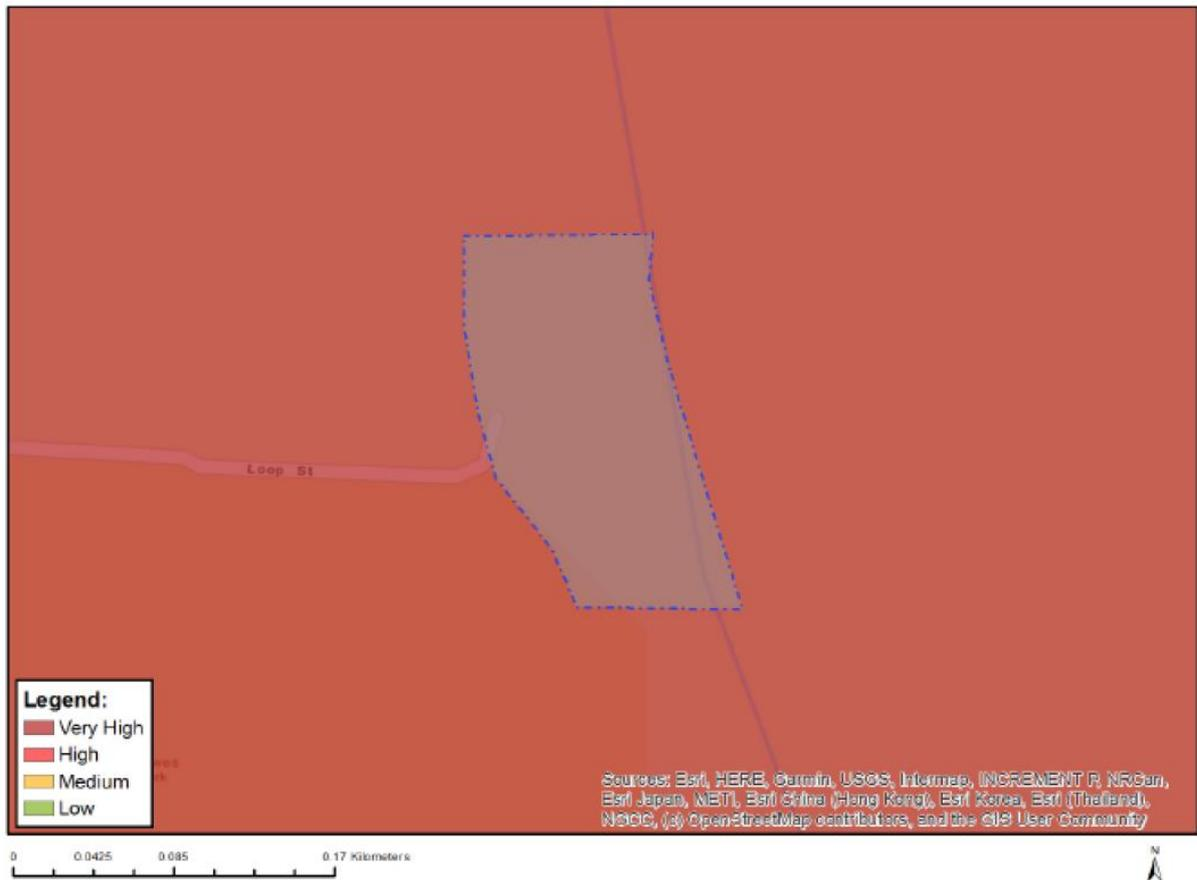 Loop St
Legend:
Very High
High
Medium
Low
Sources: Esri, HERE, Garmin, USGS, Intermap, INCREMENT P, NRCan,
Esri Japan, METI, Esri China (Hong Kong), Esri Korea, Esri (Thailand),
NGCC, (c) OpenStreetMap contributors, and the GIS User Community
0 0.0425 0.085 0.17 Kilometers
N